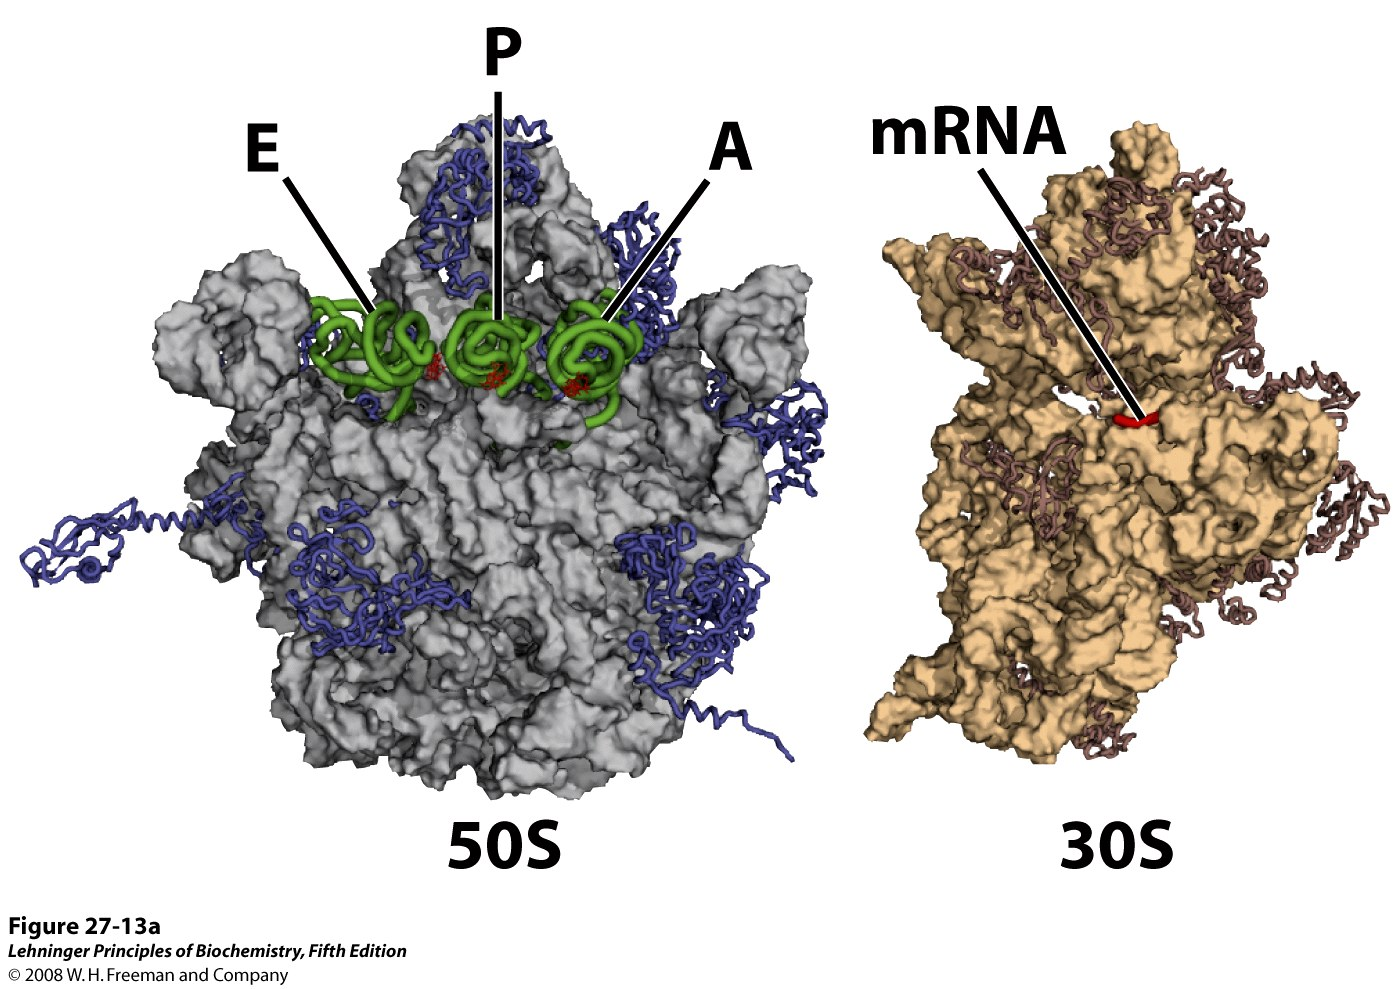 P
E
A
mRNA
50S
30S
Figure 27-13a
Lehninger Principles of Biochemistry, Fifth Edition
© 2008 W. H. Freeman and Company